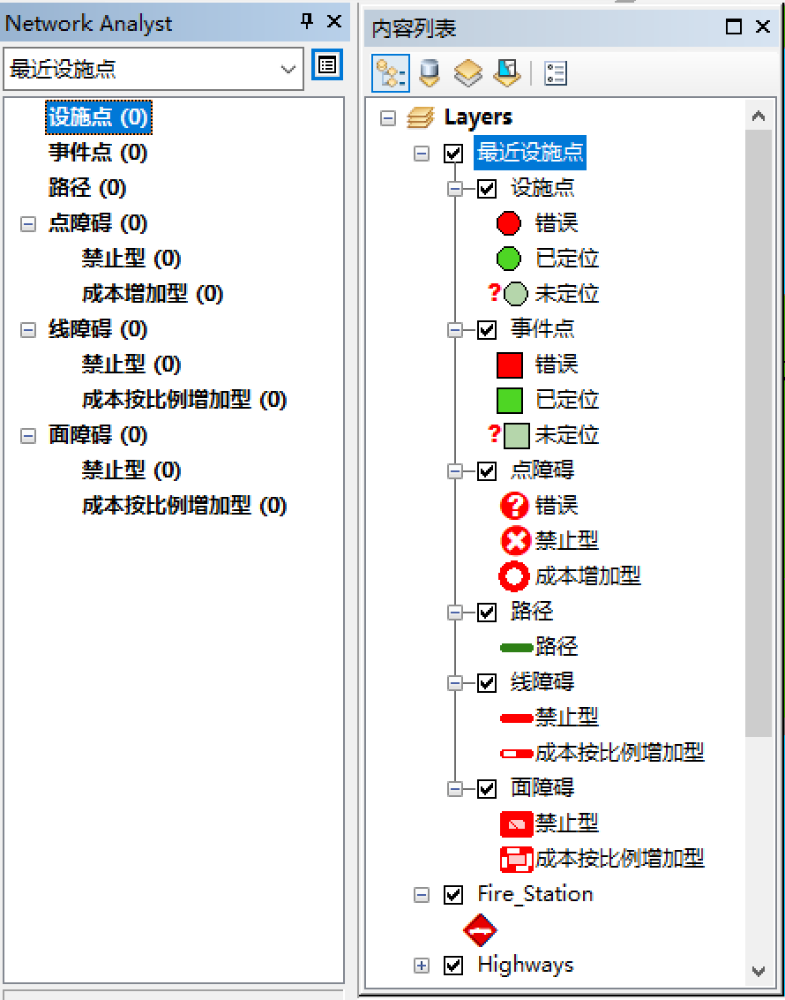 Network Analyst
最近设施点
设施点 (0)
事件点 (0)
路径 (0)
点障碍 (0)
禁止型 (0)
成本增加型 (0)
线障碍 (0)
禁止型 (0)
成本按比例增加型 (0)
面障碍 (0)
禁止型 (0)
成本按比例增加型 (0)
内容列表
Layers
最近设施点
设施点
错误
已定位
?未定位
事件点
错误
已定位
?未定位
点障碍
?错误
禁止型
成本增加型
路径
路径
线障碍
禁止型
成本按比例增加型
面障碍
禁止型
成本按比例增加型
Fire_Station
Highways